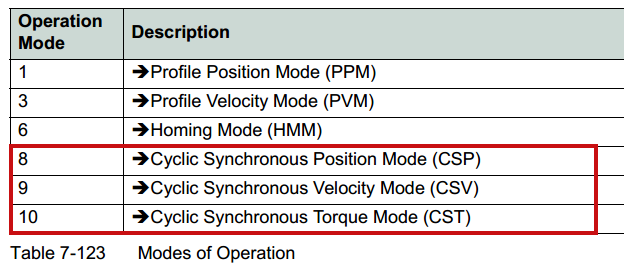 Operation Mode Description
1 ➔Profile Position Mode (PPM)
3 ➔Profile Velocity Mode (PVM)
6 ➔Homing Mode (HMM)
8 ➔Cyclic Synchronous Position Mode (CSP)
9 ➔Cyclic Synchronous Velocity Mode (CSV)
10 ➔Cyclic Synchronous Torque Mode (CST)
Table 7-123 Modes of Operation